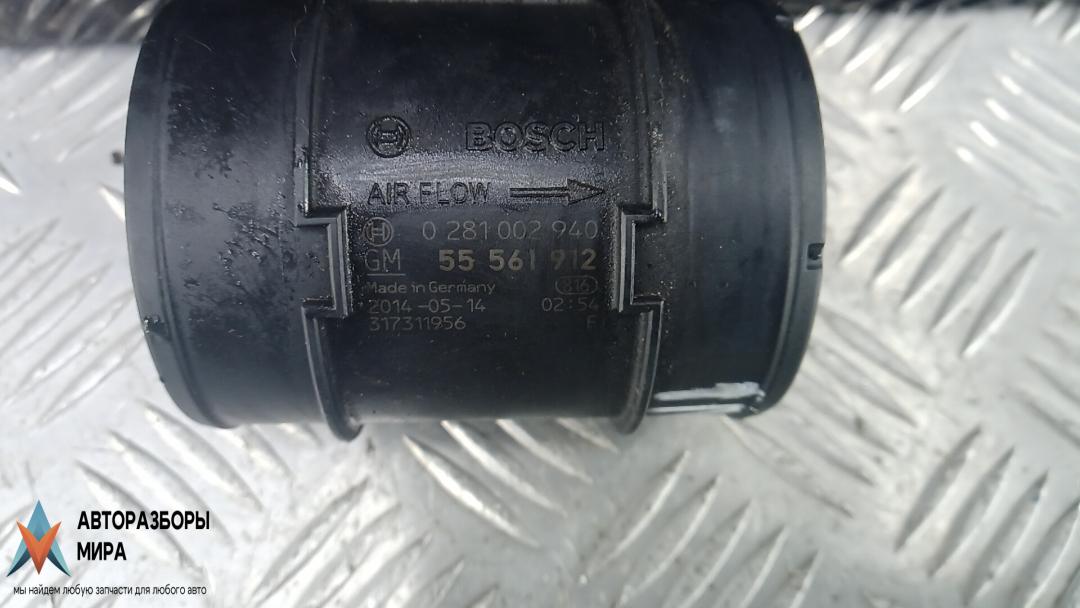 BOSCH
AIR FLOW
0 281 002 940
GM 55 561 912
Made in Germany 816
2014-05-14 02:54
317311956 F
АВТОРАЗБОРЫ
МИРА
мы найдем любую запчасти для любого авто